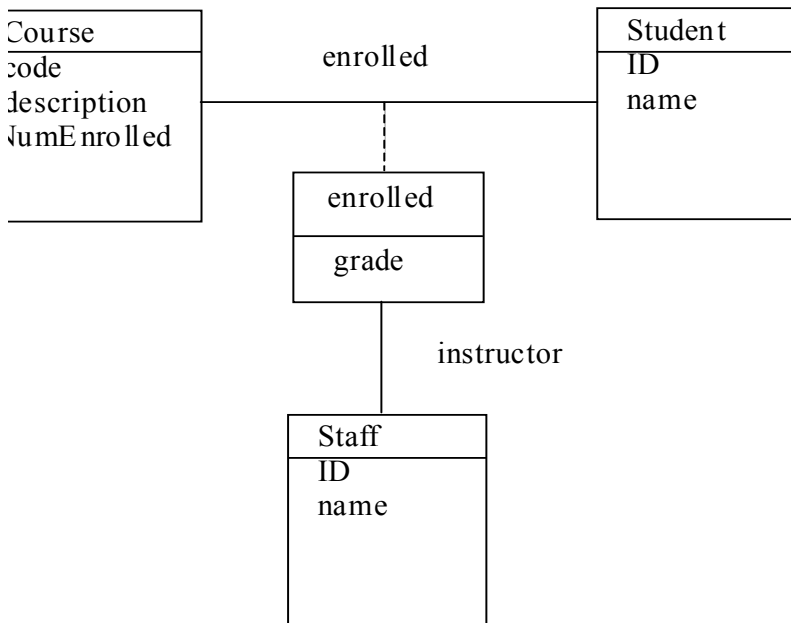 Course
code
description
NumEnrolled
enrolled
Student
ID
name
enrolled
grade
instructor
Staff
ID
name